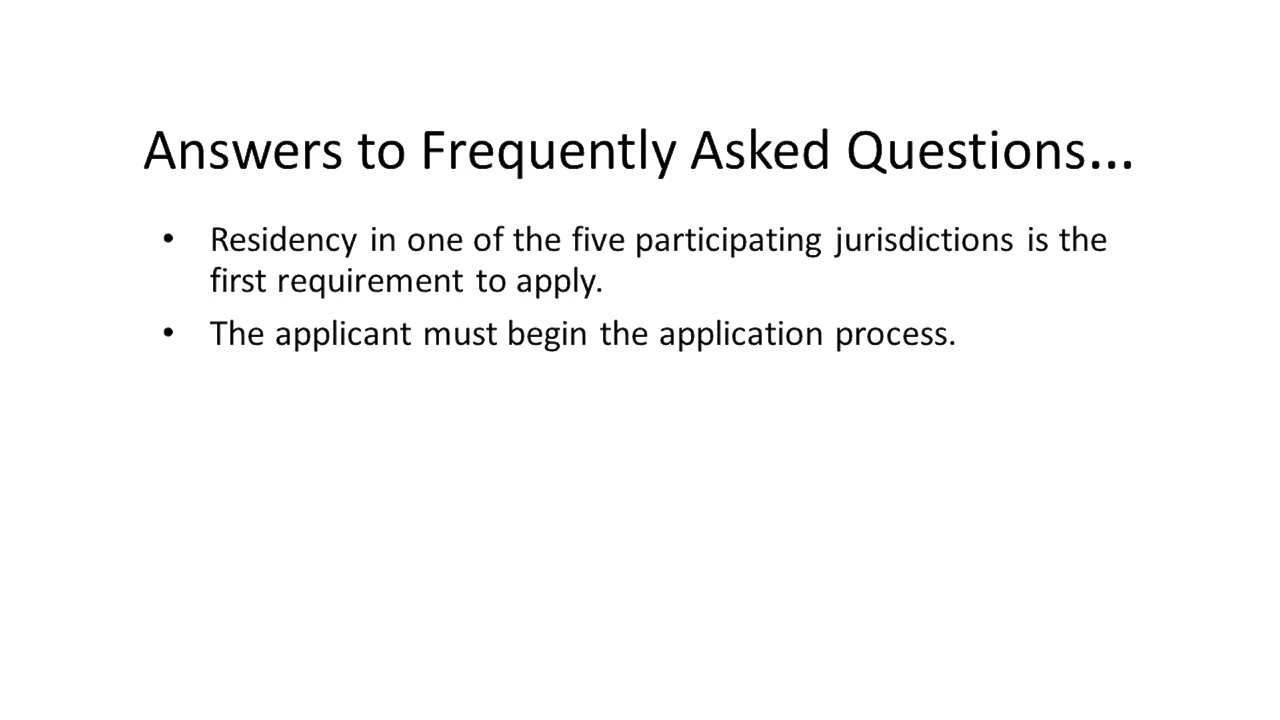 Answers to Frequently Asked Questions...
• Residency in one of the five participating jurisdictions is the
first requirement to apply.
• The applicant must begin the application process.